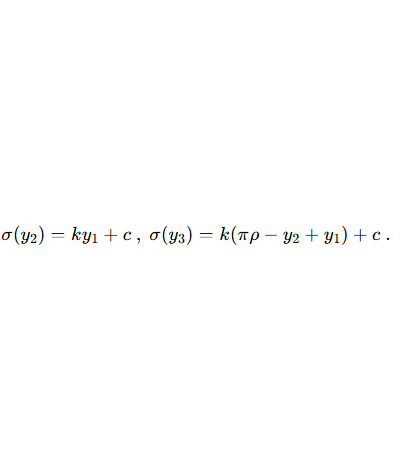 σ(y₂) = ky₁ + c , σ(y₃) = k(πρ − y₂ + y₁) + c .